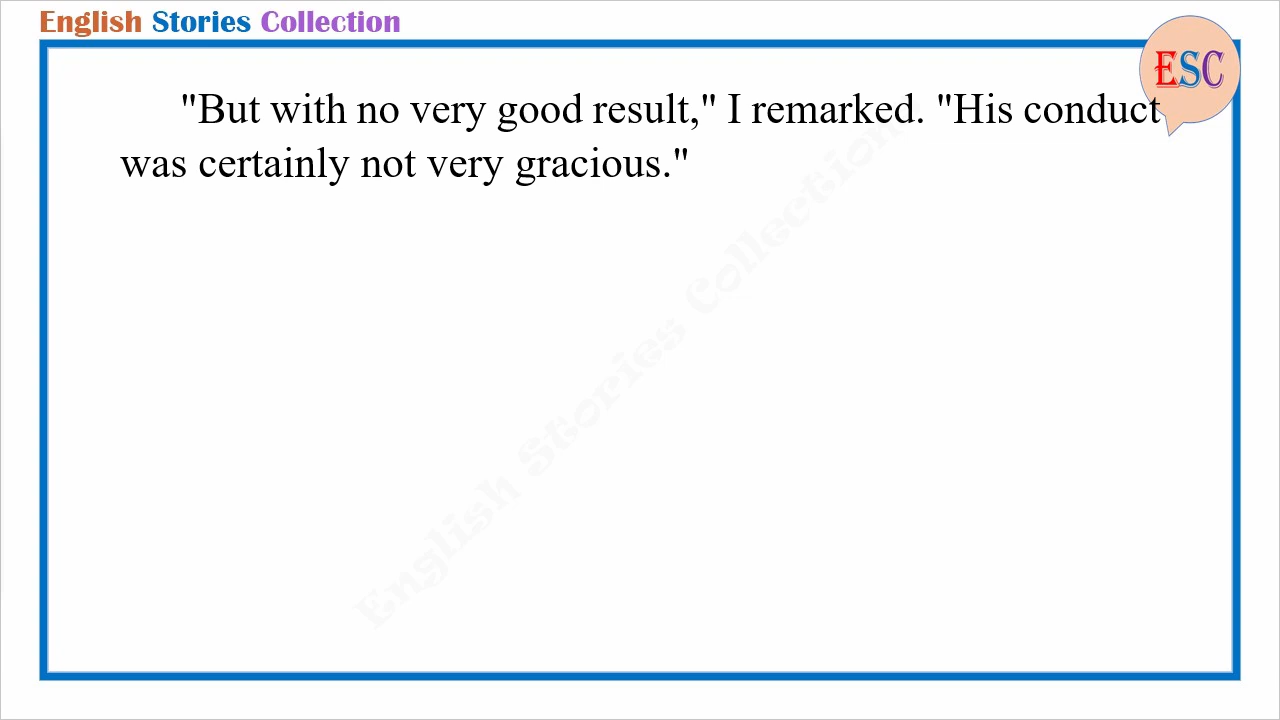 English Stories Collection
ESC
"But with no very good result," I remarked. "His conduct
was certainly not very gracious."
English Stories Collection